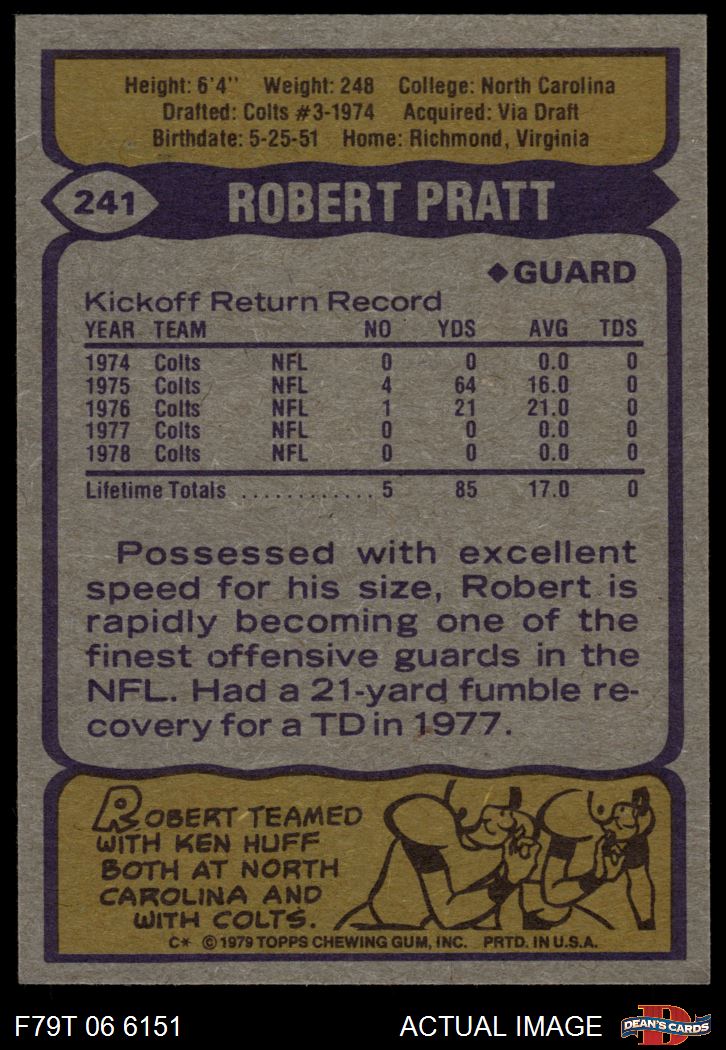 Height: 6'4" Weight: 248 College: North Carolina
Drafted: Colts #3-1974 Acquired: Via Draft
Birthdate: 5-25-51 Home: Richmond, Virginia
241 ROBERT PRATT
◆GUARD
Kickoff Return Record
YEAR TEAM NO YDS AVG TDS
1974 Colts NFL 0 0 0.0 0
1975 Colts NFL 4 64 16.0 0
1976 Colts NFL 1 21 21.0 0
1977 Colts NFL 0 0 0.0 0
1978 Colts NFL 0 0 0.0 0
Lifetime Totals ............ 5 85 17.0 0
Possessed with excellent
speed for his size, Robert is
rapidly becoming one of the
finest offensive guards in the
NFL. Had a 21-yard fumble re-
covery for a TD in 1977.
ROBERT TEAMED
WITH KEN HUFF
BOTH AT NORTH
CAROLINA AND
WITH COLTS.
C* ©1979 TOPPS CHEWING GUM, INC. PRTD. IN U.S.A.
F79T 06 6151 ACTUAL IMAGE D DEAN'S CARDS